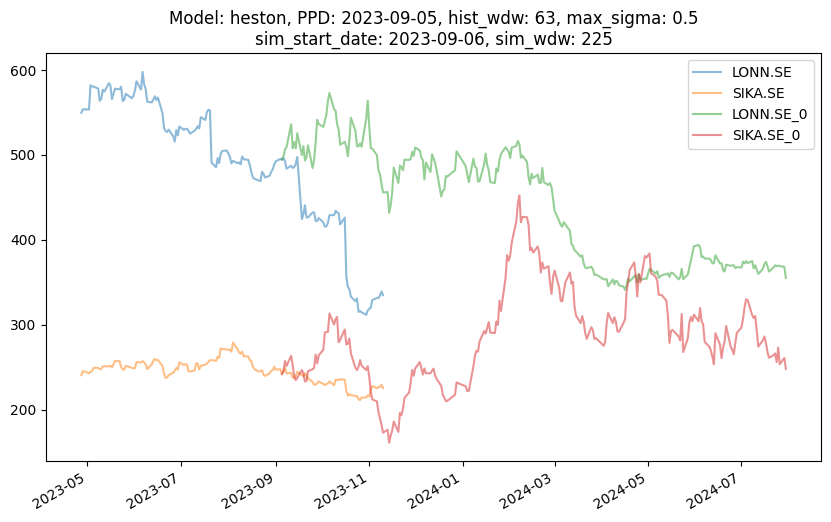 Model: heston, PPD: 2023-09-05, hist_wdw: 63, max_sigma: 0.5
sim_start_date: 2023-09-06, sim_wdw: 225
LONN.SE
SIKA.SE
LONN.SE_0
SIKA.SE_0
600
500
400
300
200
2023-05
2023-07
2023-09
2023-11
2024-01
2024-03
2024-05
2024-07